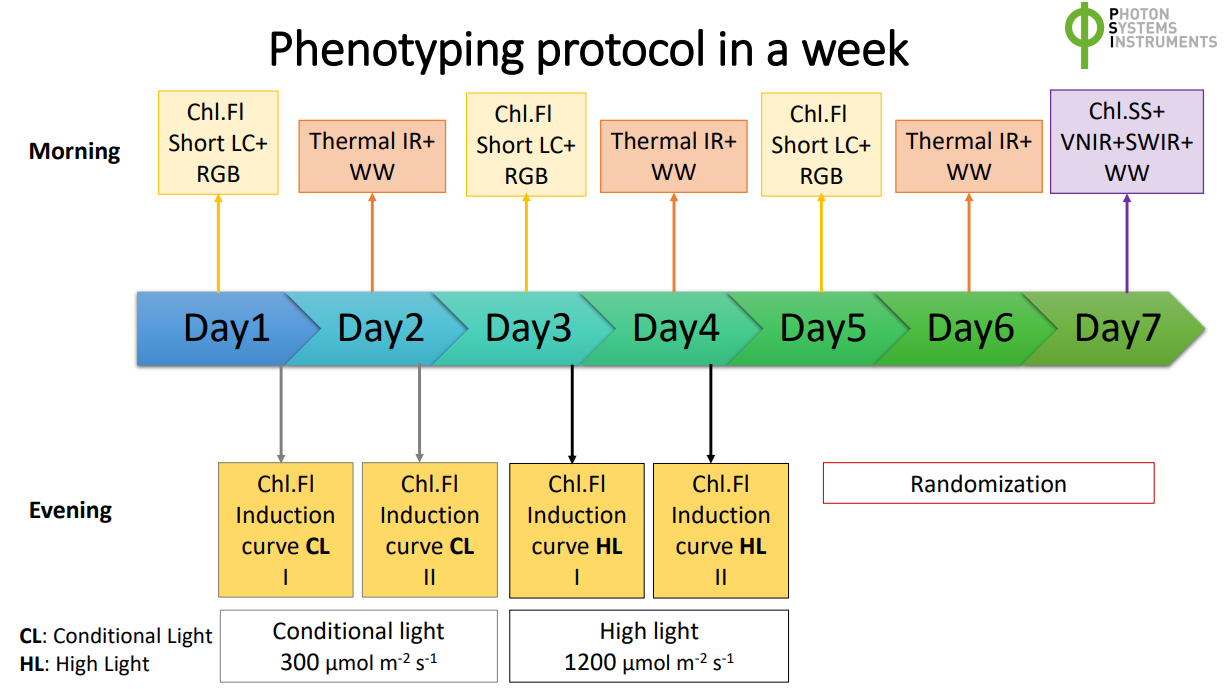 Phenotyping protocol in a week
PHOTON
SYSTEMS
INSTRUMENTS
Morning
Chl.Fl
Short LC+
RGB
Thermal IR+
WW
Chl.Fl
Short LC+
RGB
Thermal IR+
WW
Chl.Fl
Short LC+
RGB
Thermal IR+
WW
Chl.SS+
VNIR+SWIR+
WW
Day1
Day2
Day3
Day4
Day5
Day6
Day7
Evening
Chl.Fl
Induction
curve CL
I
Chl.Fl
Induction
curve CL
II
Chl.Fl
Induction
curve HL
I
Chl.Fl
Induction
curve HL
II
Randomization
CL: Conditional Light
HL: High Light
Conditional light
300 μmol m⁻² s⁻¹
High light
1200 μmol m⁻² s⁻¹